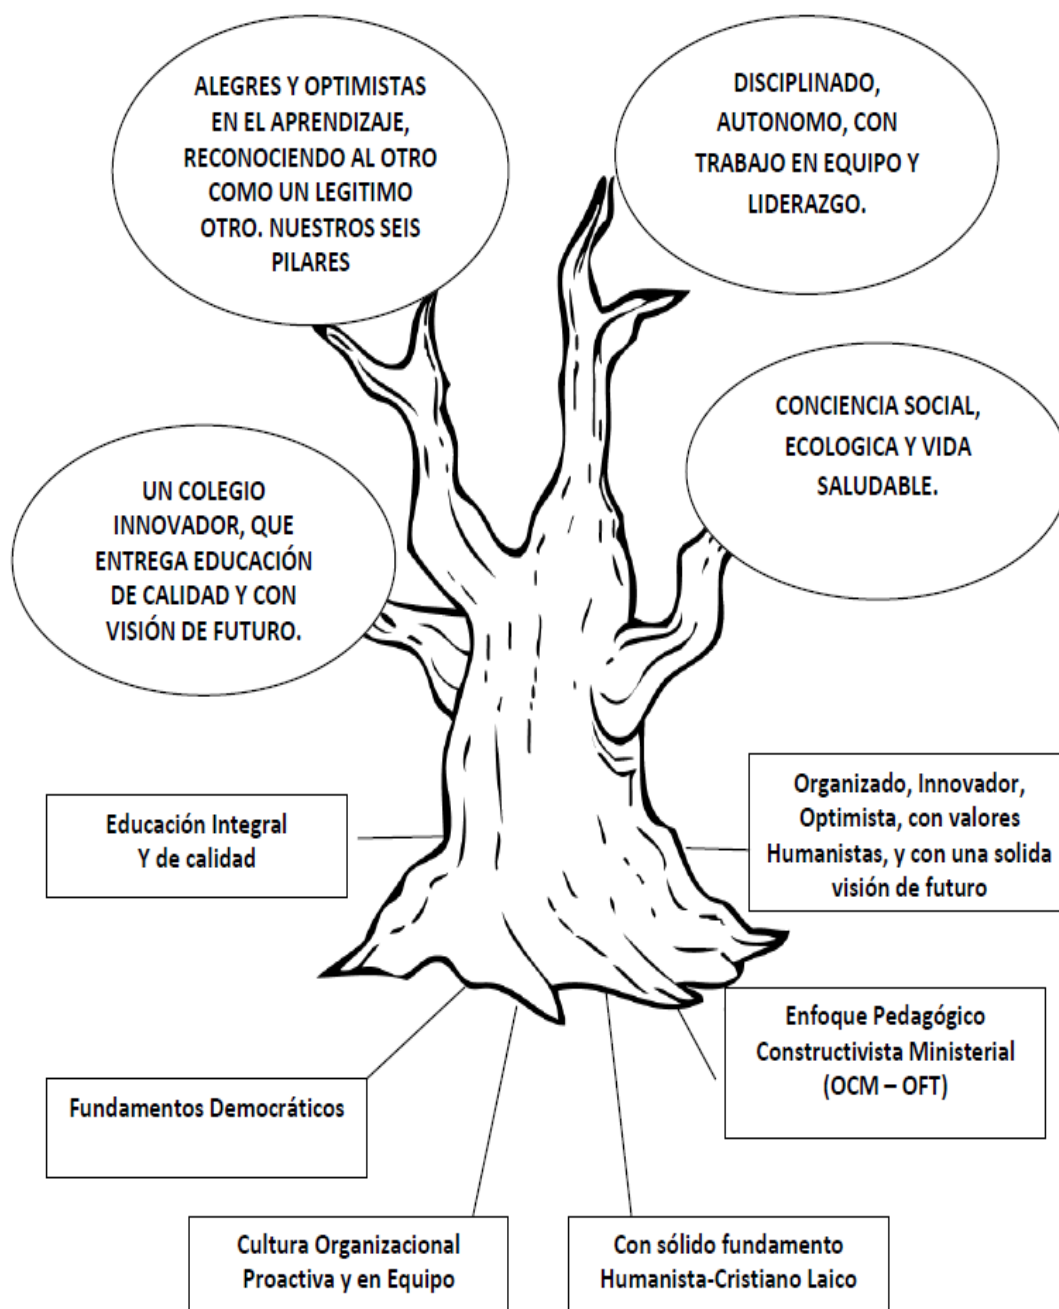 ALEGRES Y OPTIMISTAS
EN EL APRENDIZAJE,
RECONOCIENDO AL OTRO
COMO UN LEGITIMO
OTRO. NUESTROS SEIS
PILARES
DISCIPLINADO,
AUTONOMO, CON
TRABAJO EN EQUIPO Y
LIDERAZGO.
CONCIENCIA SOCIAL,
ECOLOGICA Y VIDA
SALUDABLE.
UN COLEGIO
INNOVADOR, QUE
ENTREGA EDUCACIÓN
DE CALIDAD Y CON
VISIÓN DE FUTURO.
Educación Integral
Y de calidad
Organizado, Innovador,
Optimista, con valores
Humanistas, y con una solida
visión de futuro
Enfoque Pedagógico
Constructivista Ministerial
(OCM – OFT)
Fundamentos Democráticos
Cultura Organizacional
Proactiva y en Equipo
Con sólido fundamento
Humanista-Cristiano Laico